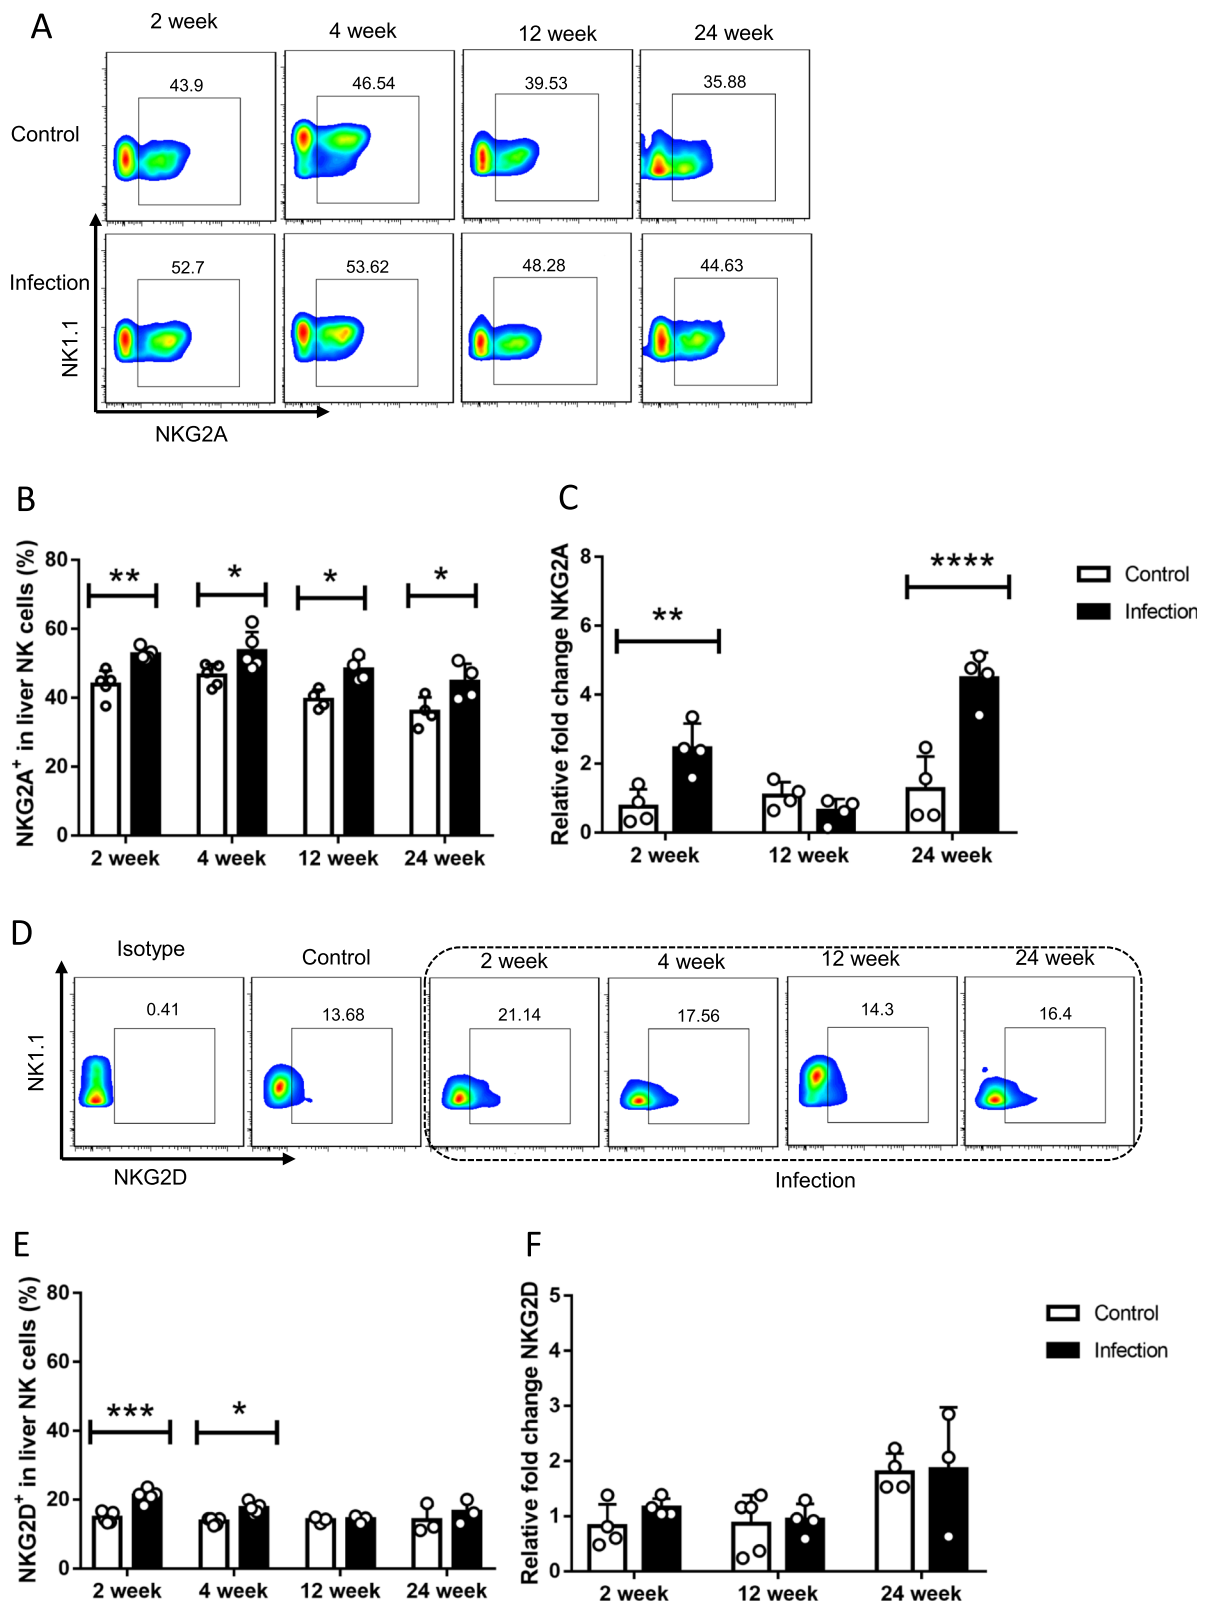 A
2 week
4 week
12 week
24 week
Control
43.9
46.54
39.53
35.88
Infection
52.7
53.62
48.28
44.63
NK1.1
NKG2A
B
NKG2A+ in liver NK cells (%)
80
60
40
20
0
**
*
*
*
2 week
4 week
12 week
24 week
C
Relative fold change NKG2A
8
6
4
2
0
**
****
2 week
12 week
24 week
Control
Infection
D
Isotype
Control
2 week
4 week
12 week
24 week
0.41
13.68
21.14
17.56
14.3
16.4
NK1.1
NKG2D
Infection
E
NKG2D+ in liver NK cells (%)
80
60
40
20
0
***
*
2 week
4 week
12 week
24 week
F
Relative fold change NKG2D
5
4
3
2
1
0
2 week
12 week
24 week
Control
Infection